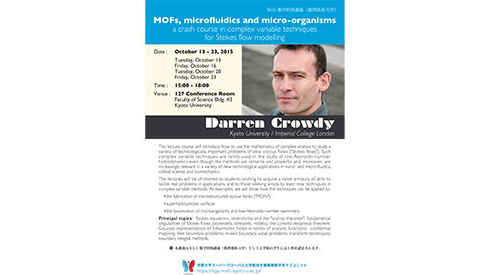 MOFs, microfluidics and micro-organisms
a crash course in complex variable techniques
for Stokes flow modelling
Date : October 13 - 23, 2015
Tuesday, October 13
Friday, October 16
Tuesday, October 20
Friday, October 23
Time : 15:00 - 18:00
Venue : 127 Conference Room
Faculty of Science Bldg. #3
Kyoto University
Darren Crowdy
Kyoto University / Imperial College London
This lecture course will introduce how to use the mathematics of complex analysis to study a
variety of technologically important problems of slow viscous flows ("Stokes flows"). Such
complex variable techniques are rarely used in the study of low-Reynolds-number
hydrodynamics even though the methods are versatile and powerful and, moreover, are
increasingly relevant in a variety of new technological applications in nano- and micro-fluidics,
colloid science and biomimetics.
The lectures will be of interest to students wishing to acquire a novel armoury of skills to
tackle real problems in applications, and to those seeking to learn new techniques in
complex variable methods. As examples, we will show how the techniques can be applied to:
• the fabrication of microstructured optical fibres ("MOFs")
• superhydrophobic surfaces
• the locomotion of microorganisms and low-Reynolds-number swimmers
Principal topics : Stokes equations, reversibility and the "scallop theorem"; fundamental
singularities of Stokes flows (stokeslets, stresslets, rotlets); the Lorentz reciprocal theorem;
Goursat representation of biharmonic fields in terms of analytic functions; conformal
mapping; free boundary problems; mixed boundary value problems; transform techniques;
boundary integral methods.